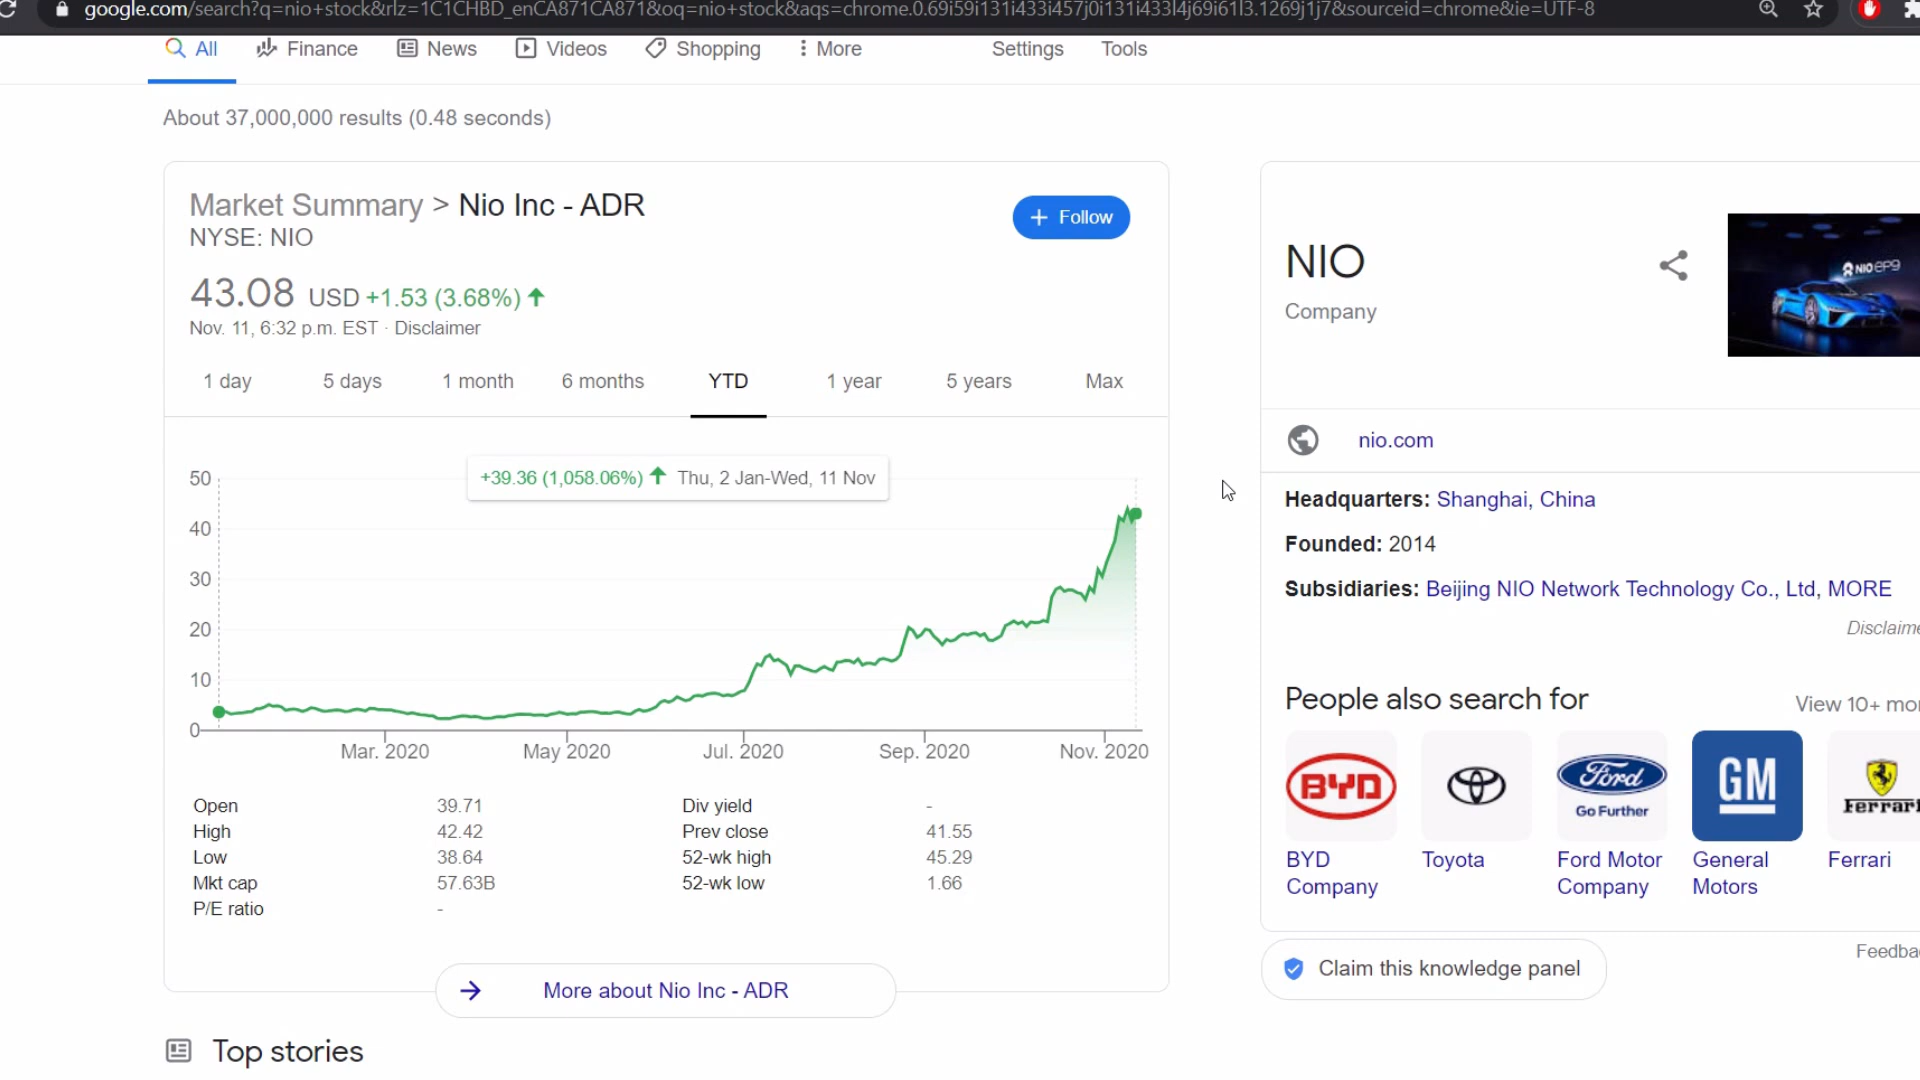 google.com/search?q=nio+stock&rlz=1C1CHBD_enCA871CA871&oq=nio+stock&aqs=chrome.0.69i59i131i433i457j0i131i433l4j69i61l3.1269j1j7&sourceid=chrome&ie=UTF-8
All Finance News Videos Shopping More Settings Tools
About 37,000,000 results (0.48 seconds)
Market Summary > Nio Inc - ADR
NYSE: NIO
Follow
43.08 USD +1.53 (3.68%)
Nov. 11, 6:32 p.m. EST · Disclaimer
1 day 5 days 1 month 6 months YTD 1 year 5 years Max
+39.36 (1,058.06%) Thu, 2 Jan-Wed, 11 Nov
50
40
30
20
10
0
Mar. 2020 May 2020 Jul. 2020 Sep. 2020 Nov. 2020
Open 39.71 Div yield -
High 42.42 Prev close 41.55
Low 38.64 52-wk high 45.29
Mkt cap 57.63B 52-wk low 1.66
P/E ratio -
More about Nio Inc - ADR
Top stories
NIO
Company
NIO EP9
nio.com
Headquarters: Shanghai, China
Founded: 2014
Subsidiaries: Beijing NIO Network Technology Co., Ltd, MORE
Disclaime
People also search for
View 10+ mor
BYD
Ford
Go Further
GM
Ferrari
BYD Company
Toyota
Ford Motor Company
General Motors
Ferrari
Feedba
Claim this knowledge panel